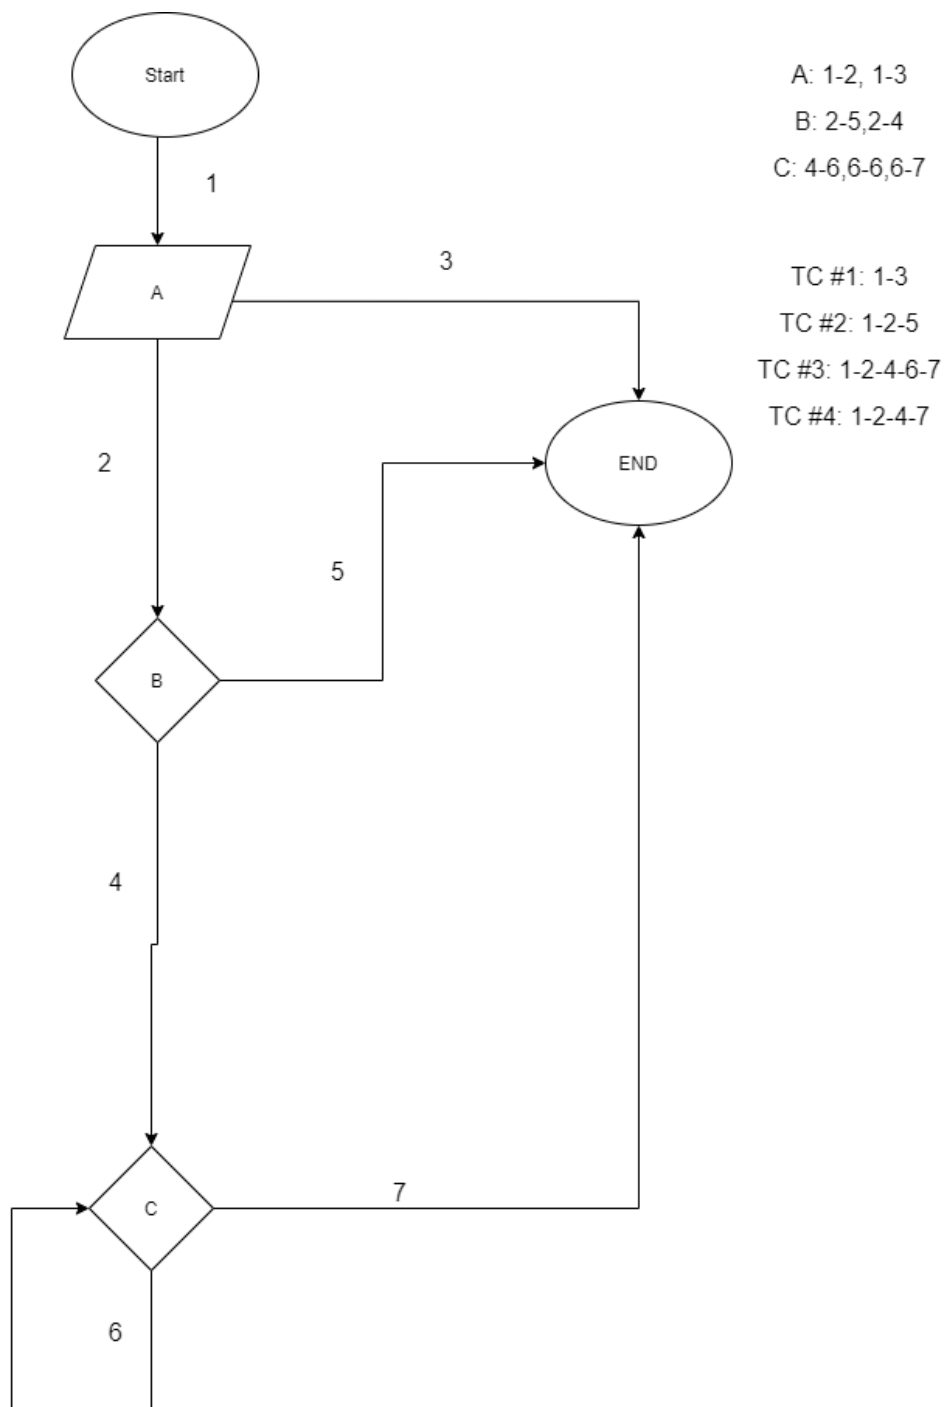 Start
A: 1-2, 1-3
B: 2-5,2-4
C: 4-6,6-6,6-7
1
3
A
TC #1: 1-3
TC #2: 1-2-5
TC #3: 1-2-4-6-7
TC #4: 1-2-4-7
2
END
5
B
4
7
C
6